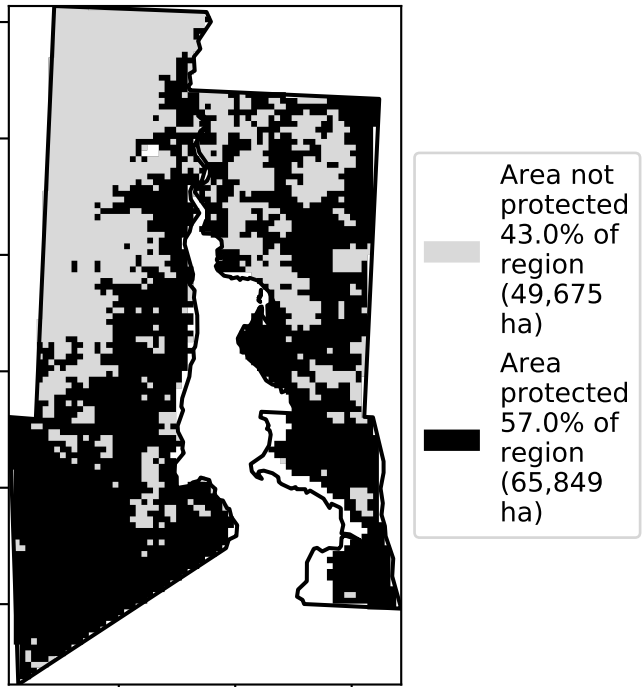 Area not
protected
43.0% of
region
(49,675
ha)
Area
protected
57.0% of
region
(65,849
ha)